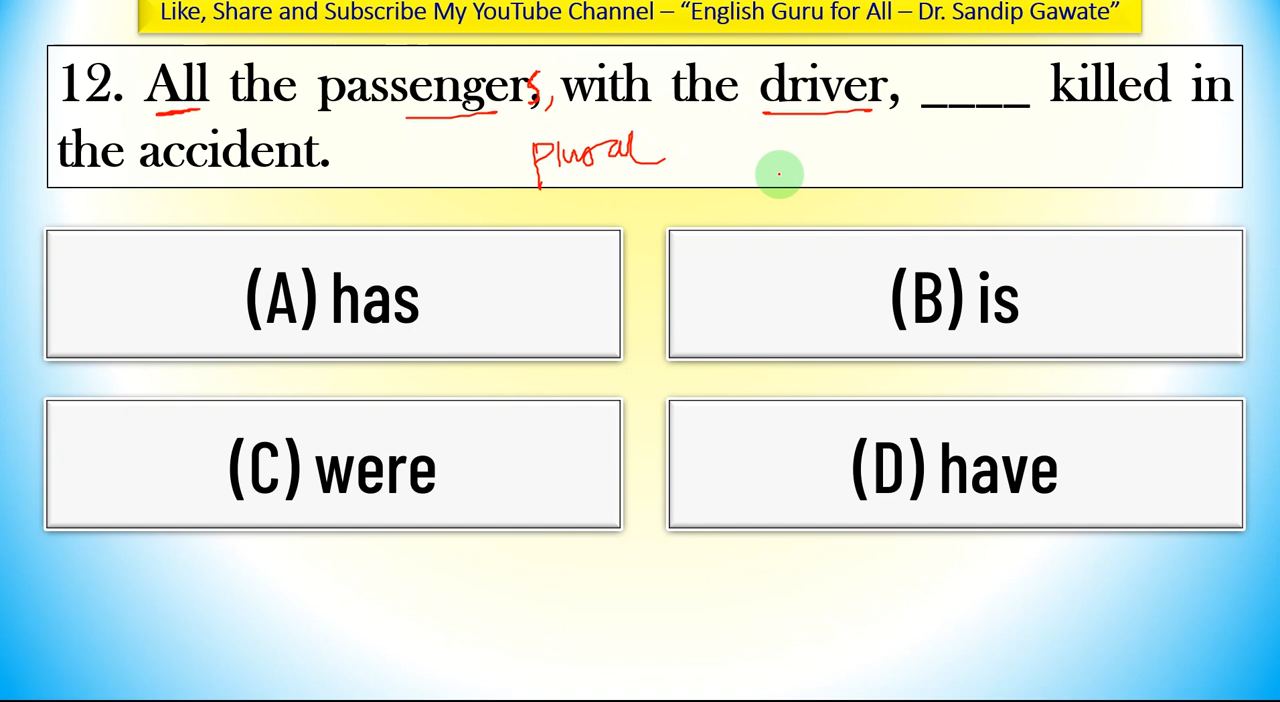 Like, Share and Subscribe My YouTube Channel – “English Guru for All – Dr. Sandip Gawate”
12. All the passengers, with the driver, ____ killed in
the accident.
plural
(A) has
(B) is
(C) were
(D) have